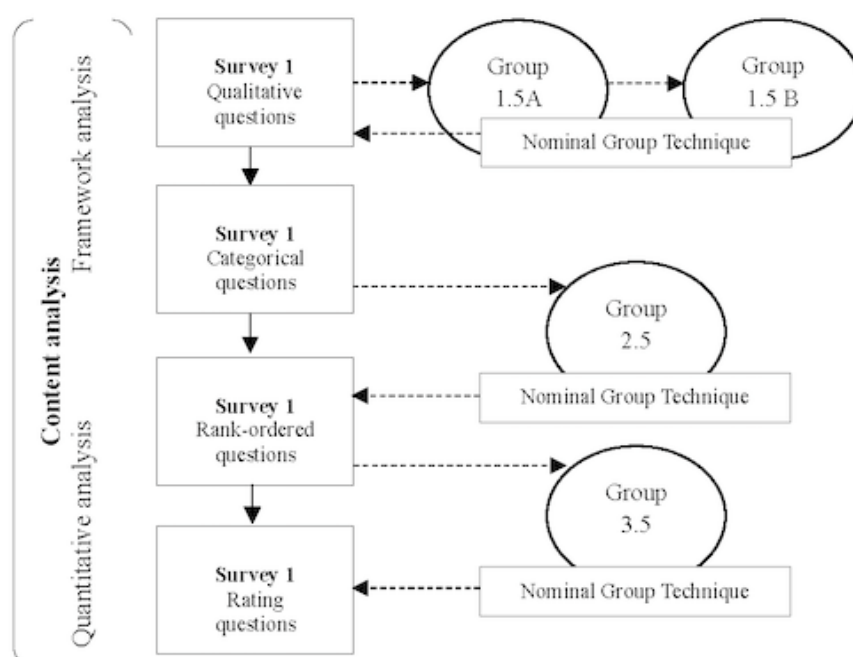 Content analysis
Framework analysis
Quantitative analysis
Survey 1
Qualitative
questions
Group
1.5A
Group
1.5 B
Nominal Group Technique
Survey 1
Categorical
questions
Group
2.5
Nominal Group Technique
Survey 1
Rank-ordered
questions
Group
3.5
Nominal Group Technique
Survey 1
Rating
questions